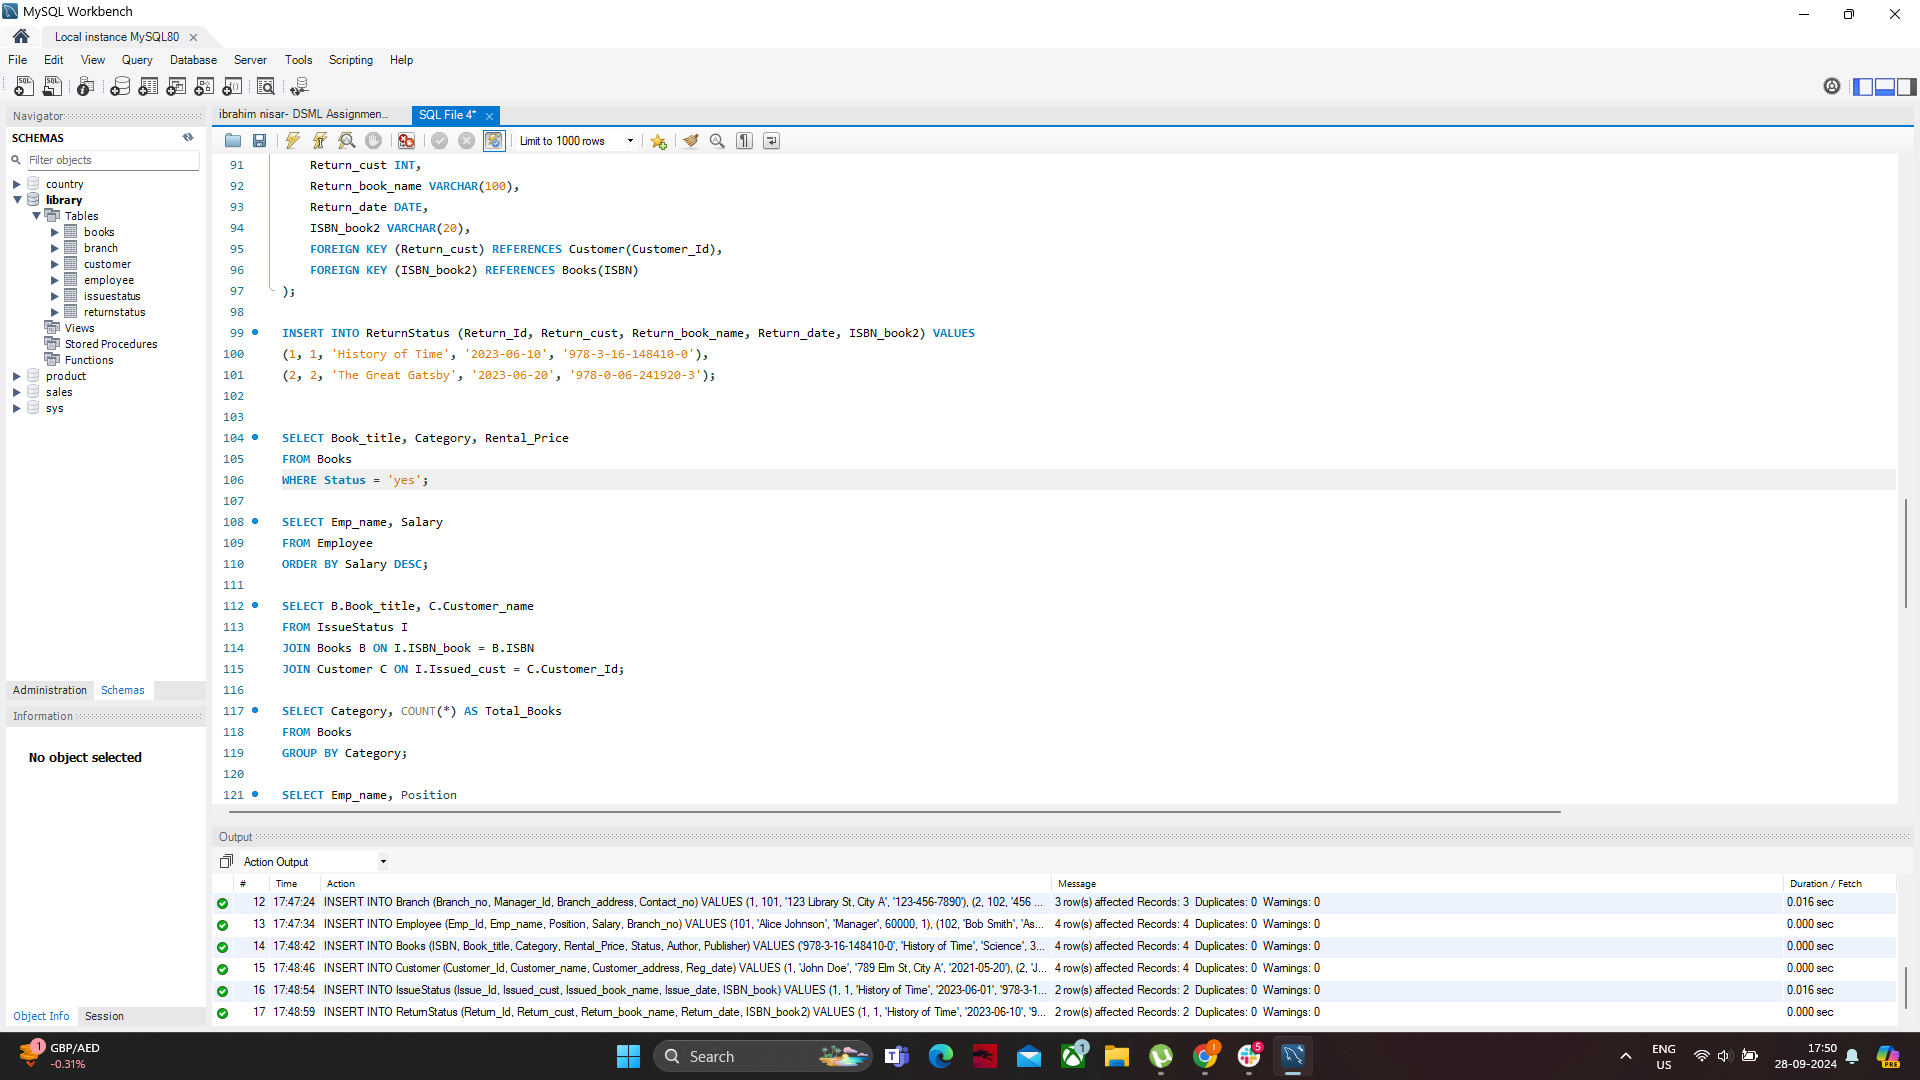 MySQL Workbench
Local instance MySQL80
File Edit View Query Database Server Tools Scripting Help
Navigator
SCHEMAS
Filter objects
country
library
Tables
books
branch
customer
employee
issuestatus
returnstatus
Views
Stored Procedures
Functions
product
sales
sys
Administration Schemas
Information
No object selected
Object Info Session
ibrahim nisar- DSML Assignmen...
SQL File 4*
Limit to 1000 rows
91 Return_cust INT,
92 Return_book_name VARCHAR(100),
93 Return_date DATE,
94 ISBN_book2 VARCHAR(20),
95 FOREIGN KEY (Return_cust) REFERENCES Customer(Customer_Id),
96 FOREIGN KEY (ISBN_book2) REFERENCES Books(ISBN)
97 );
98
99 INSERT INTO ReturnStatus (Return_Id, Return_cust, Return_book_name, Return_date, ISBN_book2) VALUES
100 (1, 1, 'History of Time', '2023-06-10', '978-3-16-148410-0'),
101 (2, 2, 'The Great Gatsby', '2023-06-20', '978-0-06-241920-3');
102
103
104 SELECT Book_title, Category, Rental_Price
105 FROM Books
106 WHERE Status = 'yes';
107
108 SELECT Emp_name, Salary
109 FROM Employee
110 ORDER BY Salary DESC;
111
112 SELECT B.Book_title, C.Customer_name
113 FROM IssueStatus I
114 JOIN Books B ON I.ISBN_book = B.ISBN
115 JOIN Customer C ON I.Issued_cust = C.Customer_Id;
116
117 SELECT Category, COUNT(*) AS Total_Books
118 FROM Books
119 GROUP BY Category;
120
121 SELECT Emp_name, Position
Output
Action Output
# Time Action Message Duration / Fetch
12 17:47:24 INSERT INTO Branch (Branch_no, Manager_Id, Branch_address, Contact_no) VALUES (1, 101, '123 Library St, City A', '123-456-7890'), (2, 102, '456 ... 3 row(s) affected Records: 3 Duplicates: 0 Warnings: 0 0.016 sec
13 17:47:34 INSERT INTO Employee (Emp_Id, Emp_name, Position, Salary, Branch_no) VALUES (101, 'Alice Johnson', 'Manager', 60000, 1), (102, 'Bob Smith', 'As... 4 row(s) affected Records: 4 Duplicates: 0 Warnings: 0 0.000 sec
14 17:48:42 INSERT INTO Books (ISBN, Book_title, Category, Rental_Price, Status, Author, Publisher) VALUES ('978-3-16-148410-0', 'History of Time', 'Science', 3... 4 row(s) affected Records: 4 Duplicates: 0 Warnings: 0 0.000 sec
15 17:48:46 INSERT INTO Customer (Customer_Id, Customer_name, Customer_address, Reg_date) VALUES (1, 'John Doe', '789 Elm St, City A', '2021-05-20'), (2, 'J... 4 row(s) affected Records: 4 Duplicates: 0 Warnings: 0 0.000 sec
16 17:48:54 INSERT INTO IssueStatus (Issue_Id, Issued_cust, Issued_book_name, Issue_date, ISBN_book) VALUES (1, 1, 'History of Time', '2023-06-01', '978-3-1... 2 row(s) affected Records: 2 Duplicates: 0 Warnings: 0 0.016 sec
17 17:48:59 INSERT INTO ReturnStatus (Return_Id, Return_cust, Return_book_name, Return_date, ISBN_book2) VALUES (1, 1, 'History of Time', '2023-06-10', '9... 2 row(s) affected Records: 2 Duplicates: 0 Warnings: 0 0.000 sec
1 GBP/AED
-0.31%
Search
1
1
5
ENG
US
17:50
28-09-2024
PRE